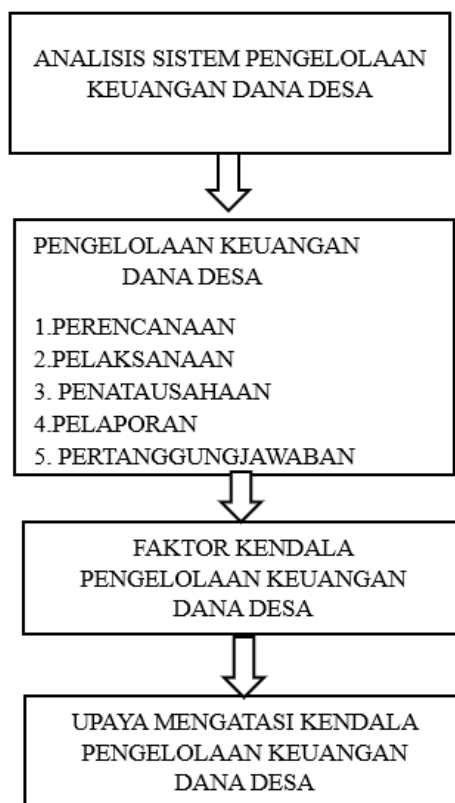 ANALISIS SISTEM PENGELOLAAN
KEUANGAN DANA DESA
PENGELOLAAN KEUANGAN
DANA DESA
1.PERENCANAAN
2.PELAKSANAAN
3. PENATAUSAHAAN
4.PELAPORAN
5. PERTANGGUNGJAWABAN
FAKTOR KENDALA
PENGELOLAAN KEUANGAN
DANA DESA
UPAYA MENGATASI KENDALA
PENGELOLAAN KEUANGAN
DANA DESA